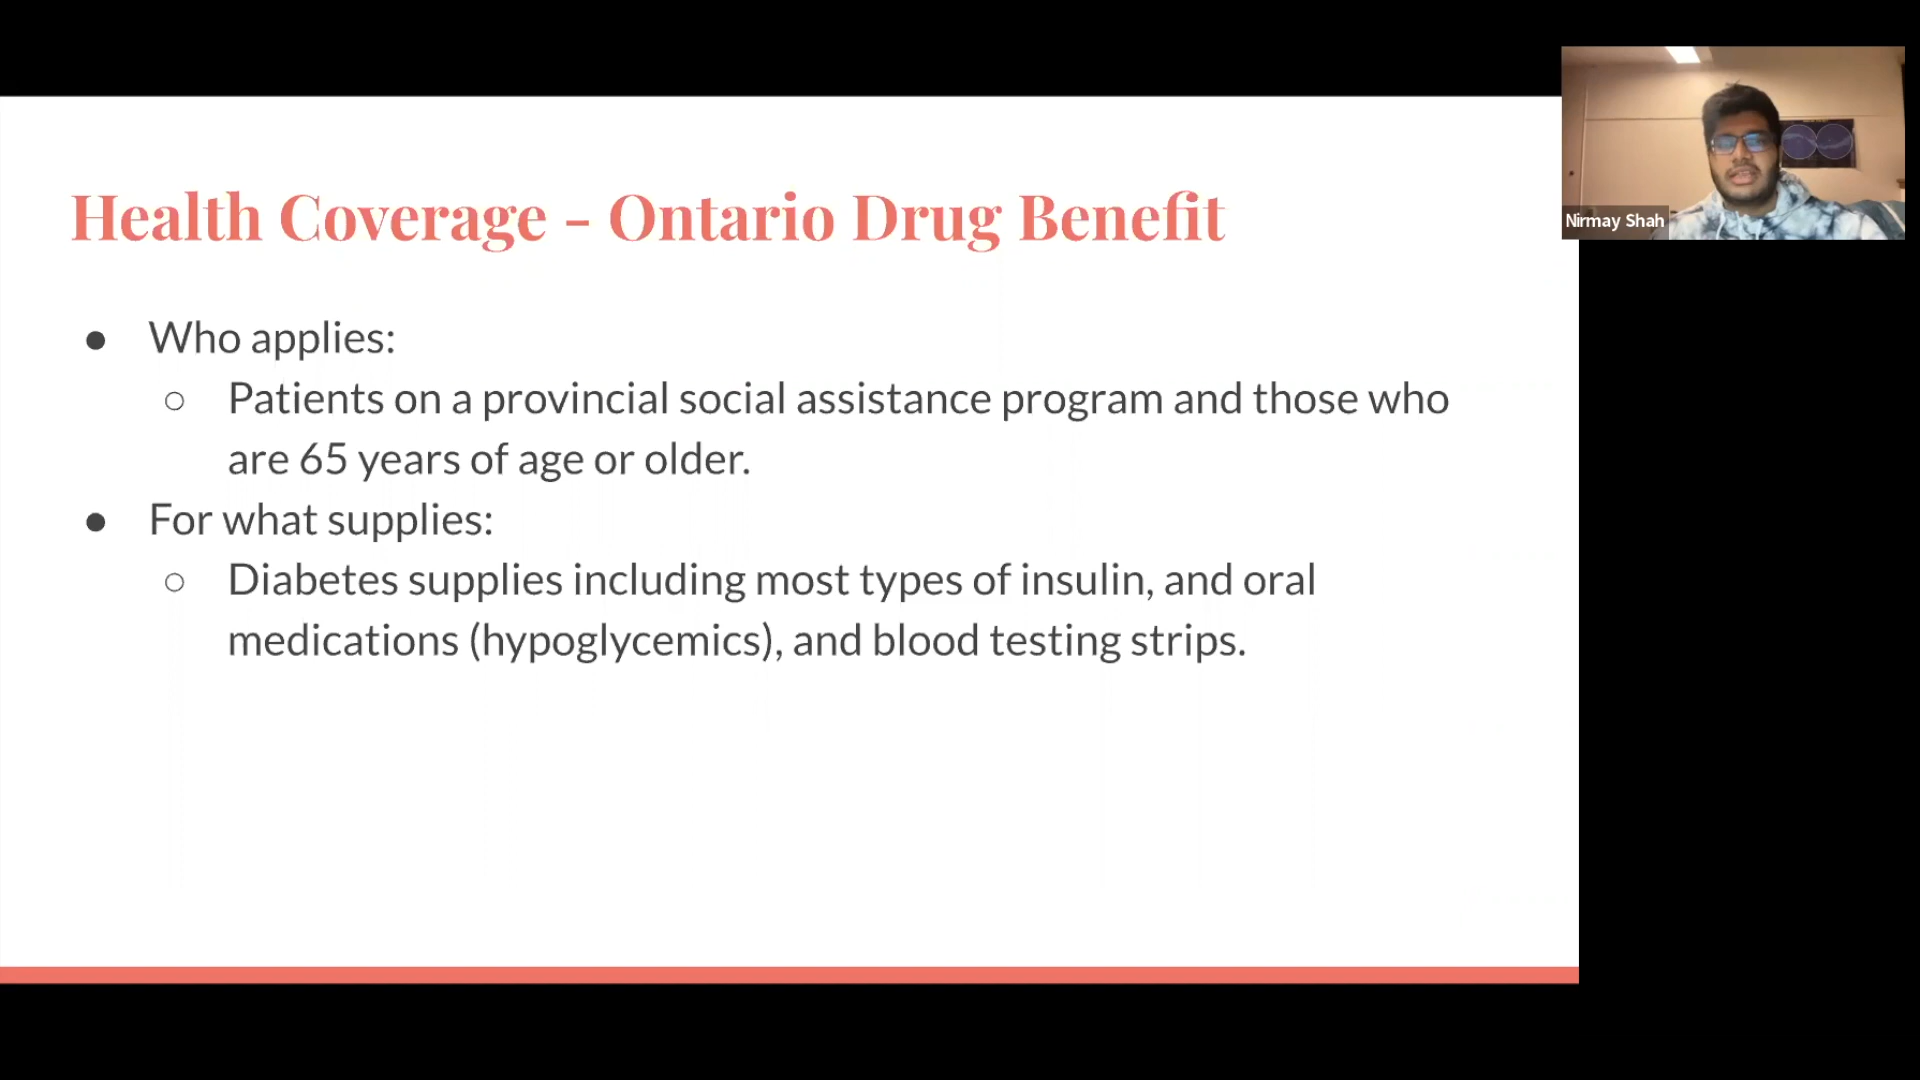 Health Coverage - Ontario Drug Benefit
● Who applies:
○ Patients on a provincial social assistance program and those who
are 65 years of age or older.
● For what supplies:
○ Diabetes supplies including most types of insulin, and oral
medications (hypoglycemics), and blood testing strips.
Nirmay Shah